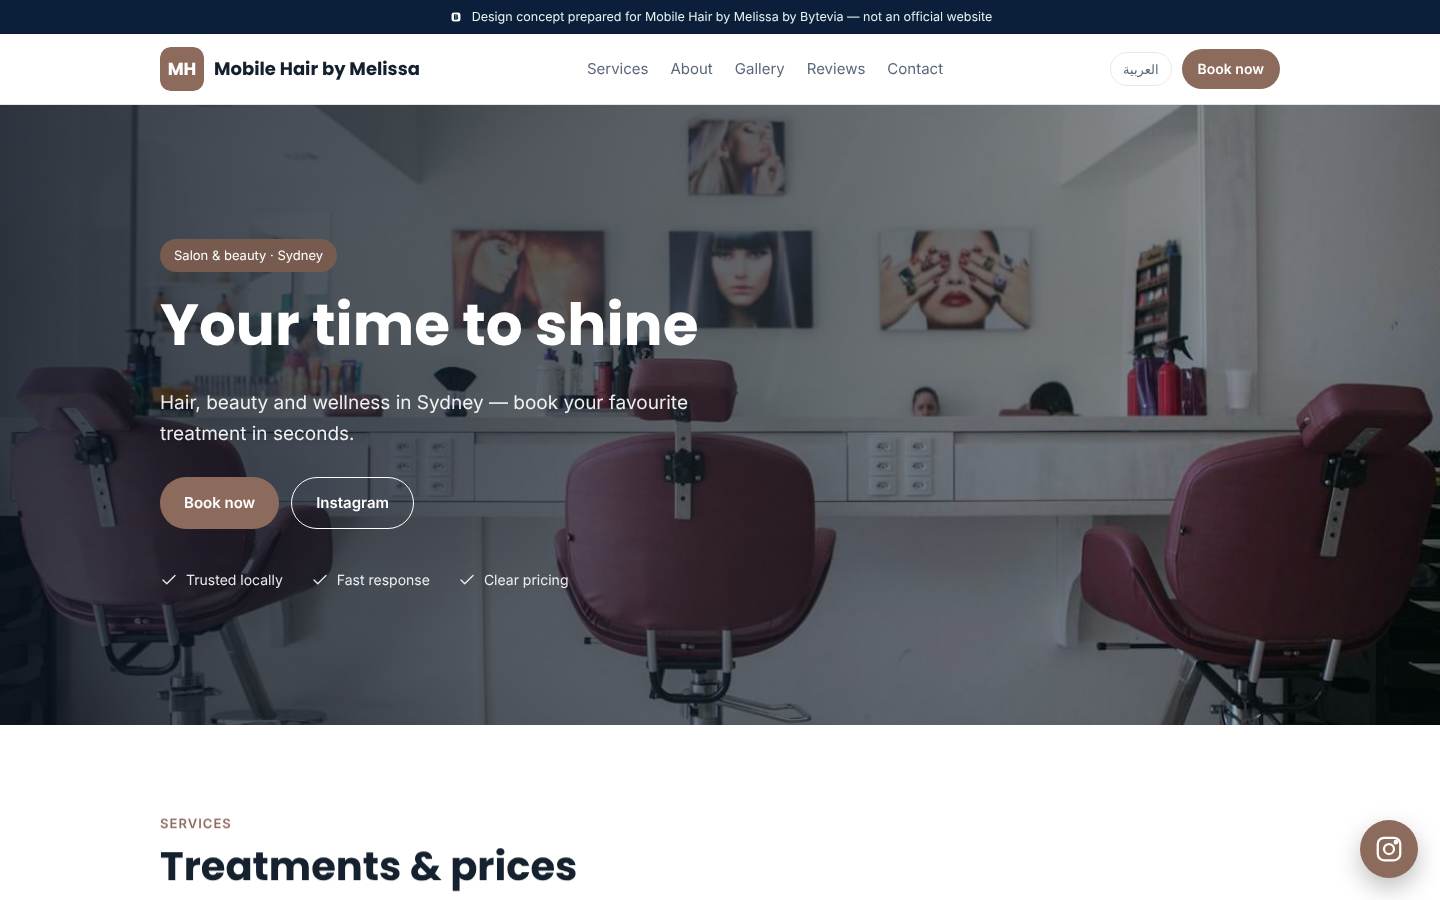 Design concept prepared for Mobile Hair by Melissa by Bytevia — not an official website
MH Mobile Hair by Melissa
Services About Gallery Reviews Contact
العربية
Book now
Salon & beauty · Sydney
Your time to shine
Hair, beauty and wellness in Sydney — book your favourite
treatment in seconds.
Book now
Instagram
Trusted locally
Fast response
Clear pricing
SERVICES
Treatments & prices